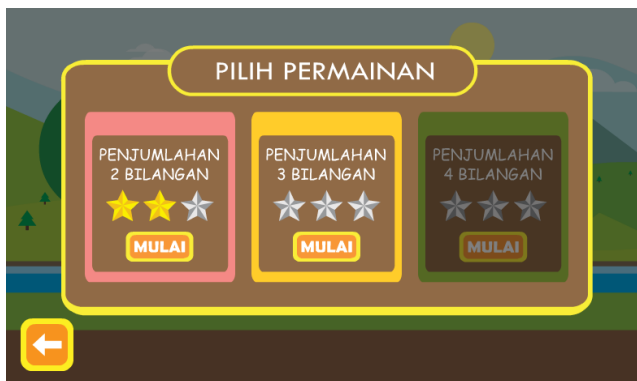 PILIH PERMAINAN
PENJUMLAHAN
2 BILANGAN
MULAI
PENJUMLAHAN
3 BILANGAN
MULAI
PENJUMLAHAN
4 BILANGAN
MULAI